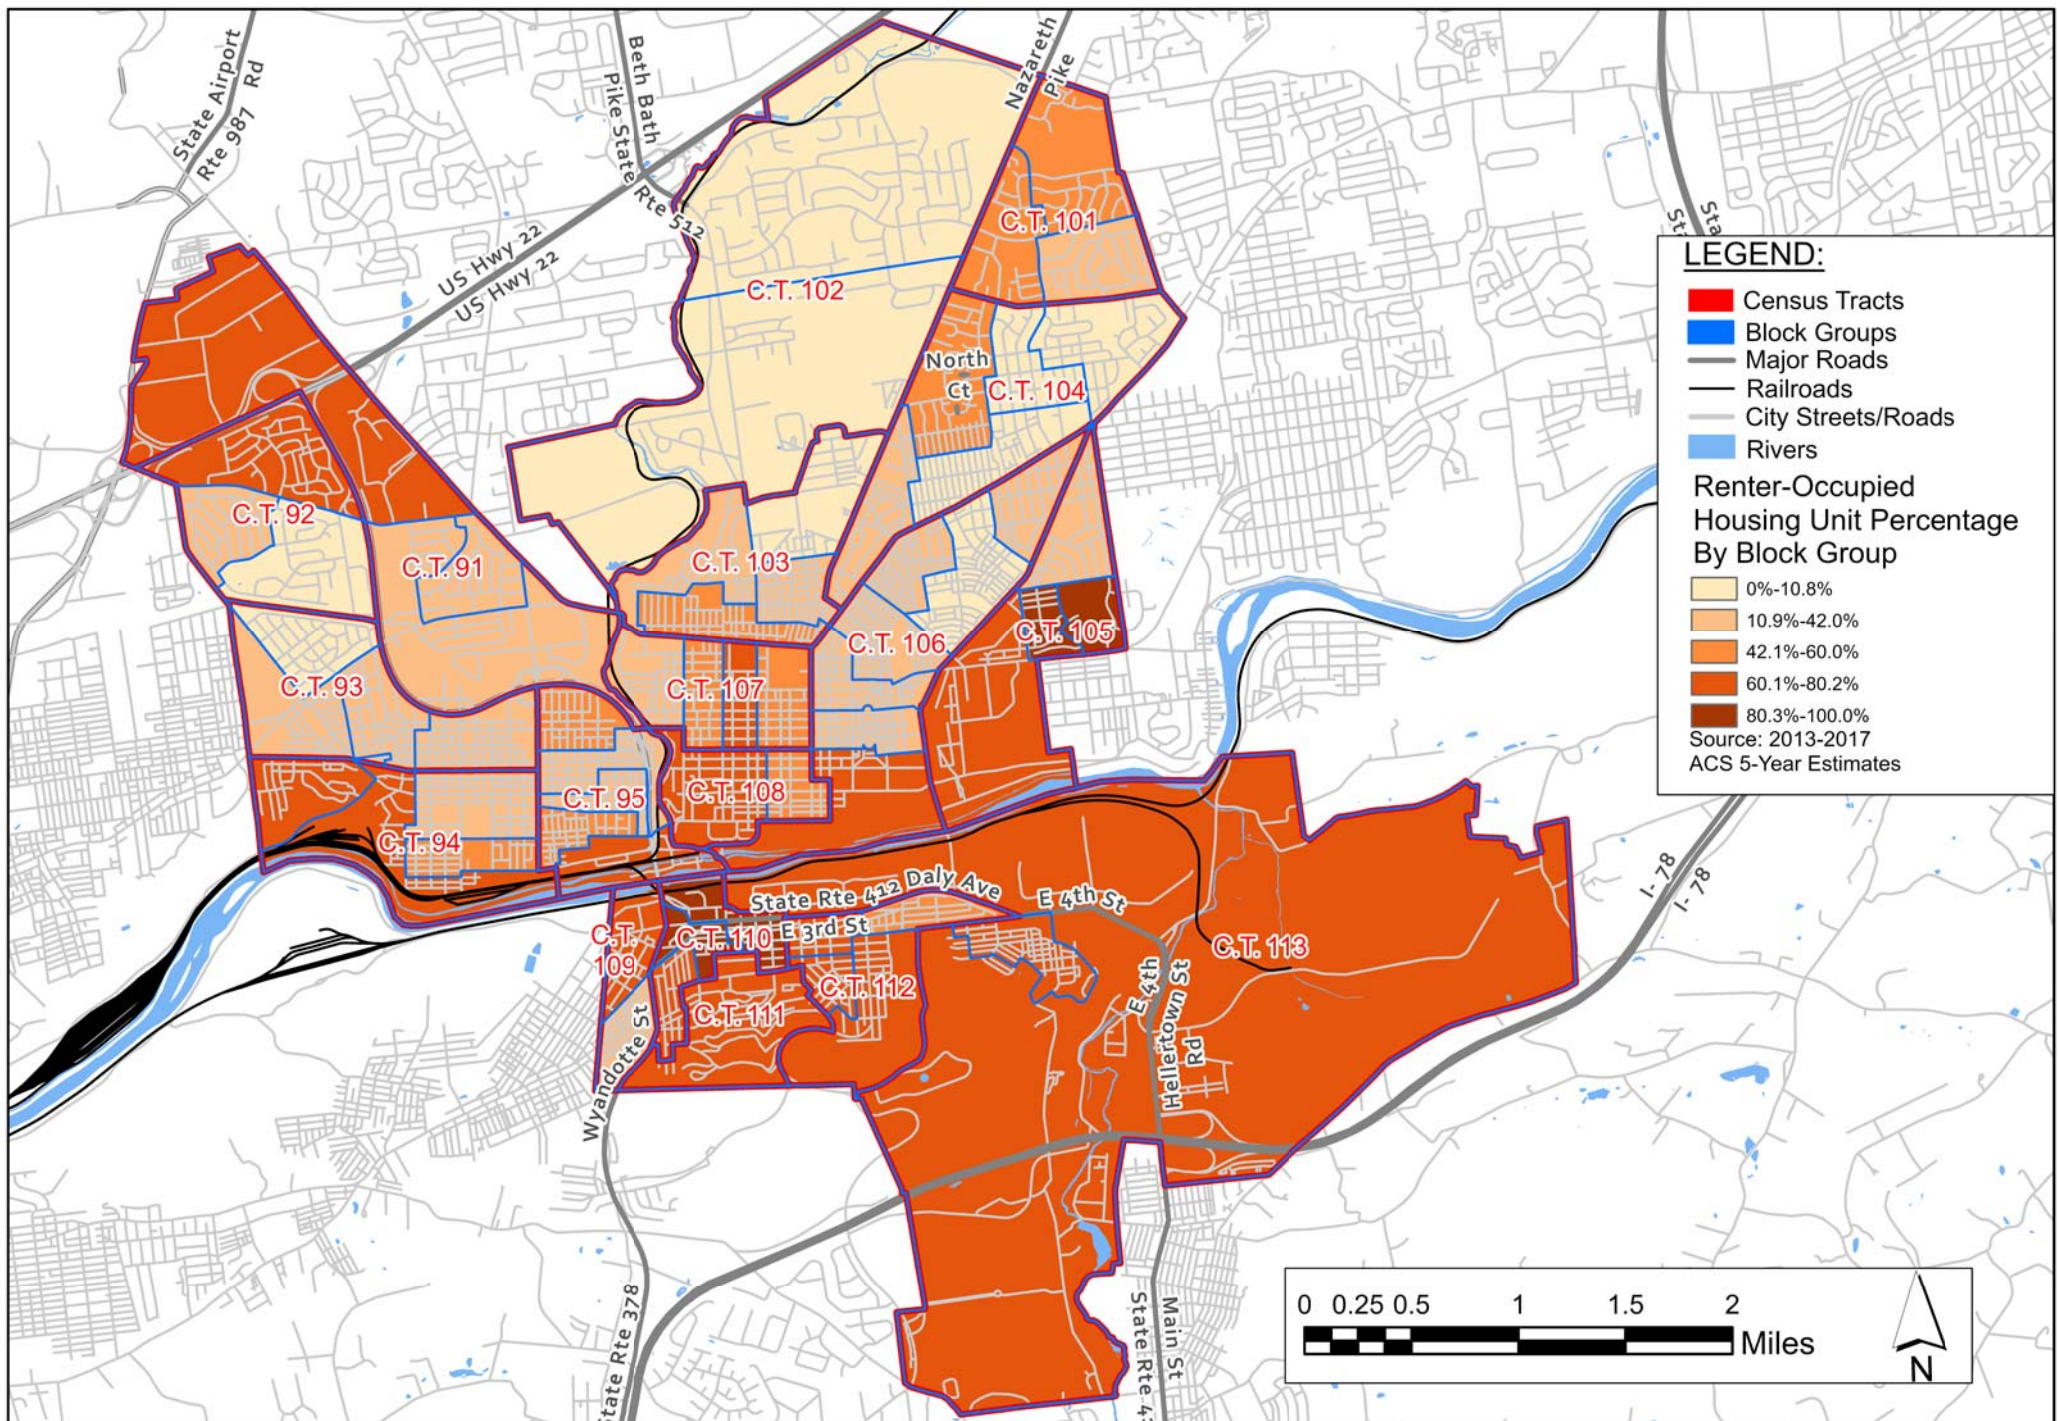 State Airport
Rte 987 Rd
Beth Bath
Pike State
Rte 512
US Hwy 22
US Hwy 22
Nazareth
Pike
C.T. 101
C.T. 102
North
Ct
C.T. 104
C.T. 92
C.T. 91
C.T. 103
C.T. 105
C.T. 106
C.T. 93
C.T. 107
C.T. 95
C.T. 108
C.T. 94
State Rte 412 Daly Ave
E 4th St
E 3rd St
C.T.
109
C.T. 110
C.T. 112
C.T. 111
C.T. 113
E 4th
Hellertown St
Rd
Wyandotte St
I-78
I-78
State Rte 378
Main St
State Rte 4
Sta
Sta
LEGEND:
Census Tracts
Block Groups
Major Roads
Railroads
City Streets/Roads
Rivers
Renter-Occupied
Housing Unit Percentage
By Block Group
0%-10.8%
10.9%-42.0%
42.1%-60.0%
60.1%-80.2%
80.3%-100.0%
Source: 2013-2017
ACS 5-Year Estimates
0 0.25 0.5 1 1.5 2
Miles
N